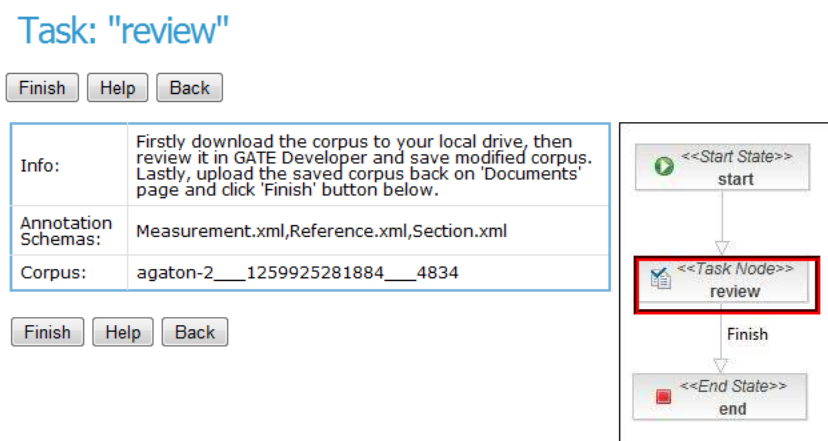 Task: "review"
Finish Help Back
Info:
Firstly download the corpus to your local drive, then
review it in GATE Developer and save modified corpus.
Lastly, upload the saved corpus back on 'Documents'
page and click 'Finish' button below.
Annotation
Schemas:
Measurement.xml,Reference.xml,Section.xml
Corpus:
agaton-2___1259925281884___4834
Finish Help Back
<<Start State>>
start
<<Task Node>>
review
Finish
<<End State>>
end